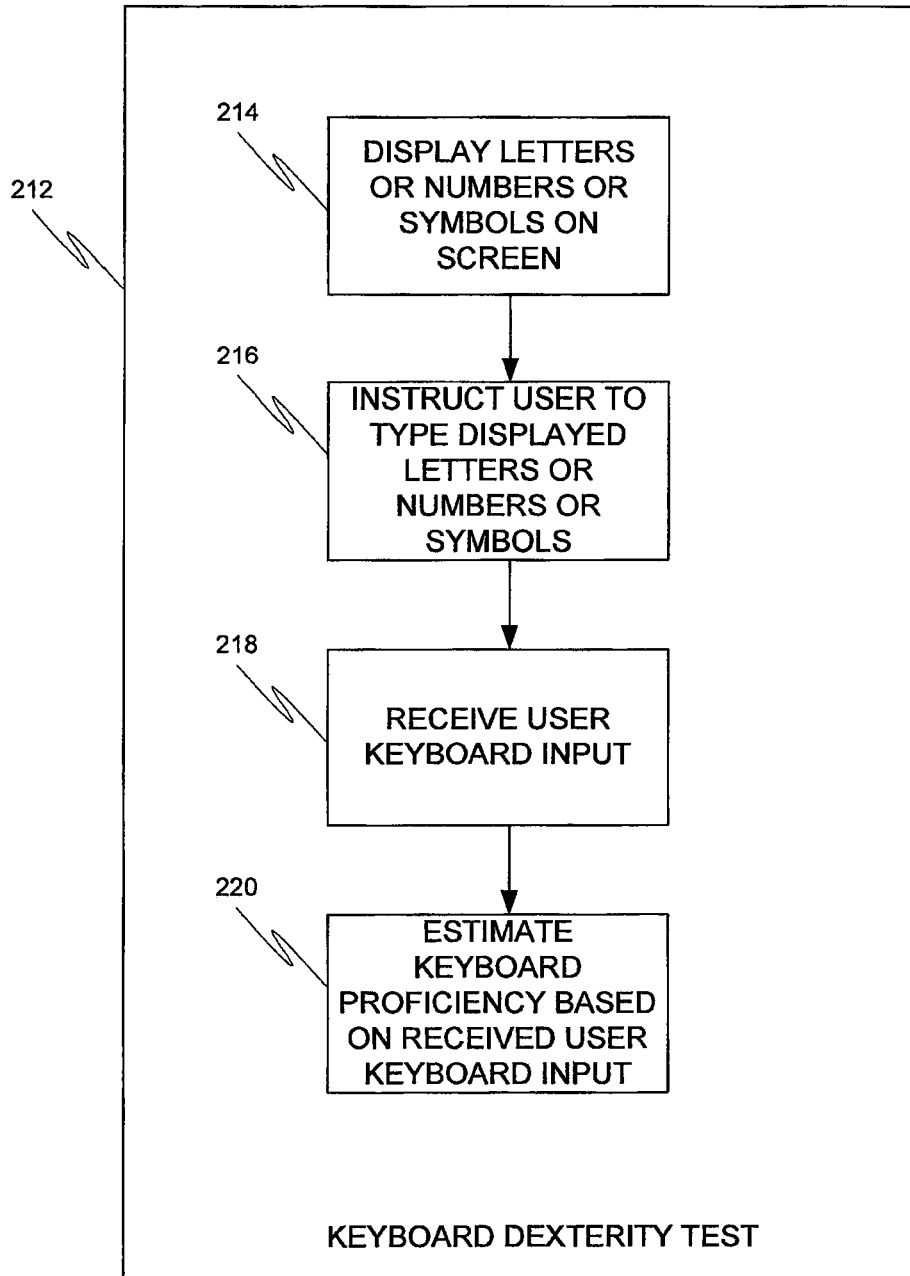 214
DISPLAY LETTERS
OR NUMBERS OR
SYMBOLS ON
SCREEN
212
216
INSTRUCT USER TO
TYPE DISPLAYED
LETTERS OR
NUMBERS OR
SYMBOLS
218
RECEIVE USER
KEYBOARD INPUT
220
ESTIMATE
KEYBOARD
PROFICIENCY BASED
ON RECEIVED USER
KEYBOARD INPUT
KEYBOARD DEXTERITY TEST